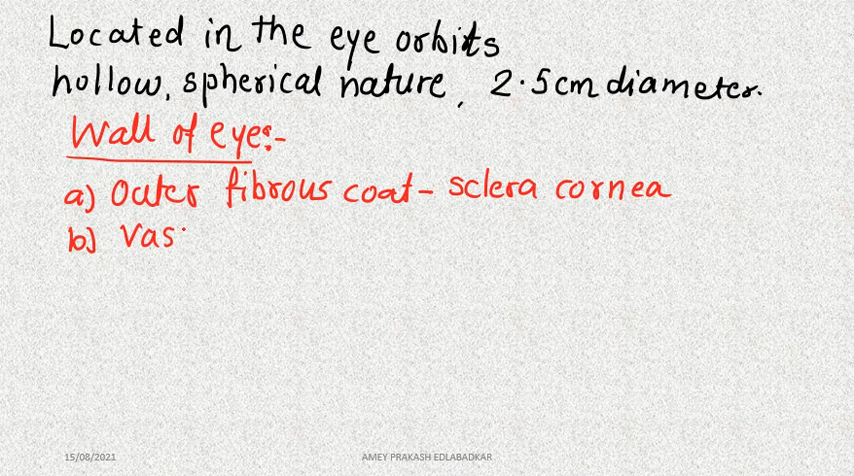 Located in the eye orbits
hollow, spherical nature, 2.5cm diameter.
Wall of eye:-
a) Outer fibrous coat - sclera cornea
b) Vas
15/08/2021
AMEY PRAKASH EDLABADKAR